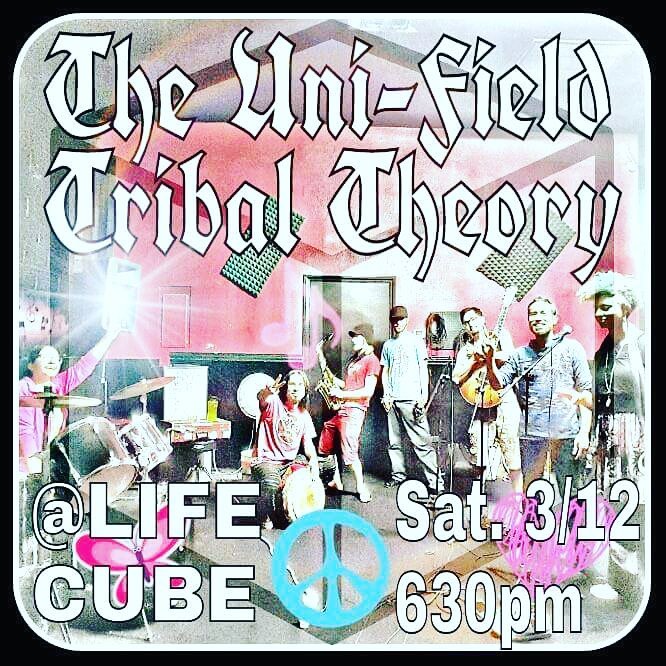 The Uni-Field
Tribal Theory
@LIFE
CUBE
Sat. 3/12
630pm